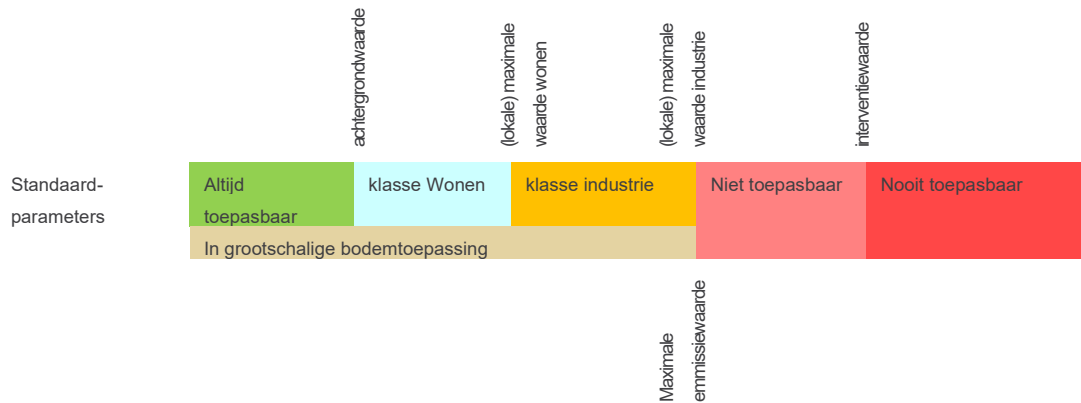 achtergrondwaarde
(lokale) maximale
waarde wonen
(lokale) maximale
waarde industrie
interventiewaarde
Standaard-
parameters
Altijd
toepasbaar
klasse Wonen
klasse industrie
Niet toepasbaar
Nooit toepasbaar
In grootschalige bodemtoepassing
Maximale
emmissiewaarde